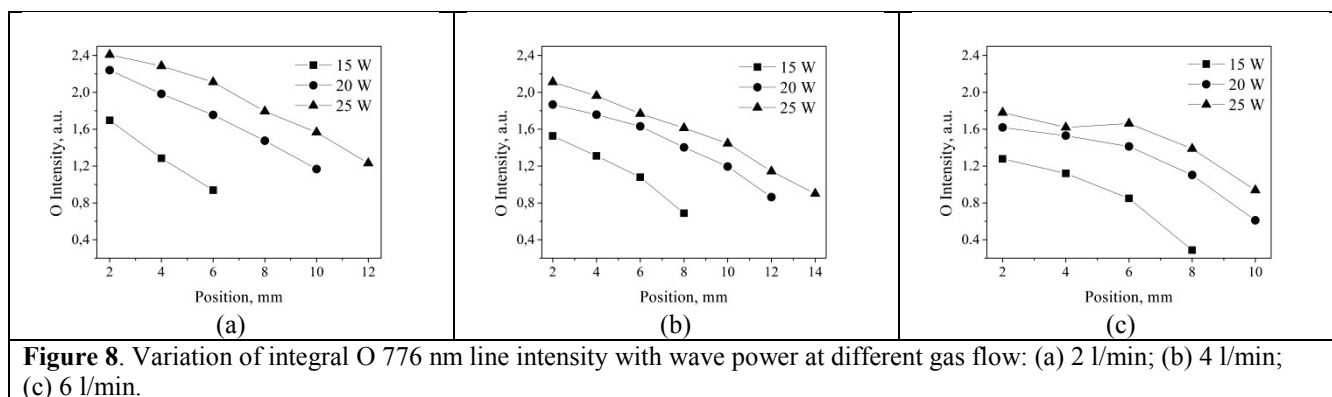 2,4
2,0
1,6
1,2
0,8
0,4
O Intensity, a.u.
15 W
20 W
25 W
2 4 6 8 10 12
Position, mm
(a)
2,4
2,0
1,6
1,2
0,8
0,4
O Intensity, a.u.
15 W
20 W
25 W
2 4 6 8 10 12 14
Position, mm
(b)
2,4
2,0
1,6
1,2
0,8
0,4
O Intensity, a.u.
15 W
20 W
25 W
2 4 6 8 10
Position, mm
(c)
Figure 8. Variation of integral O 776 nm line intensity with wave power at different gas flow: (a) 2 l/min; (b) 4 l/min;
(c) 6 l/min.